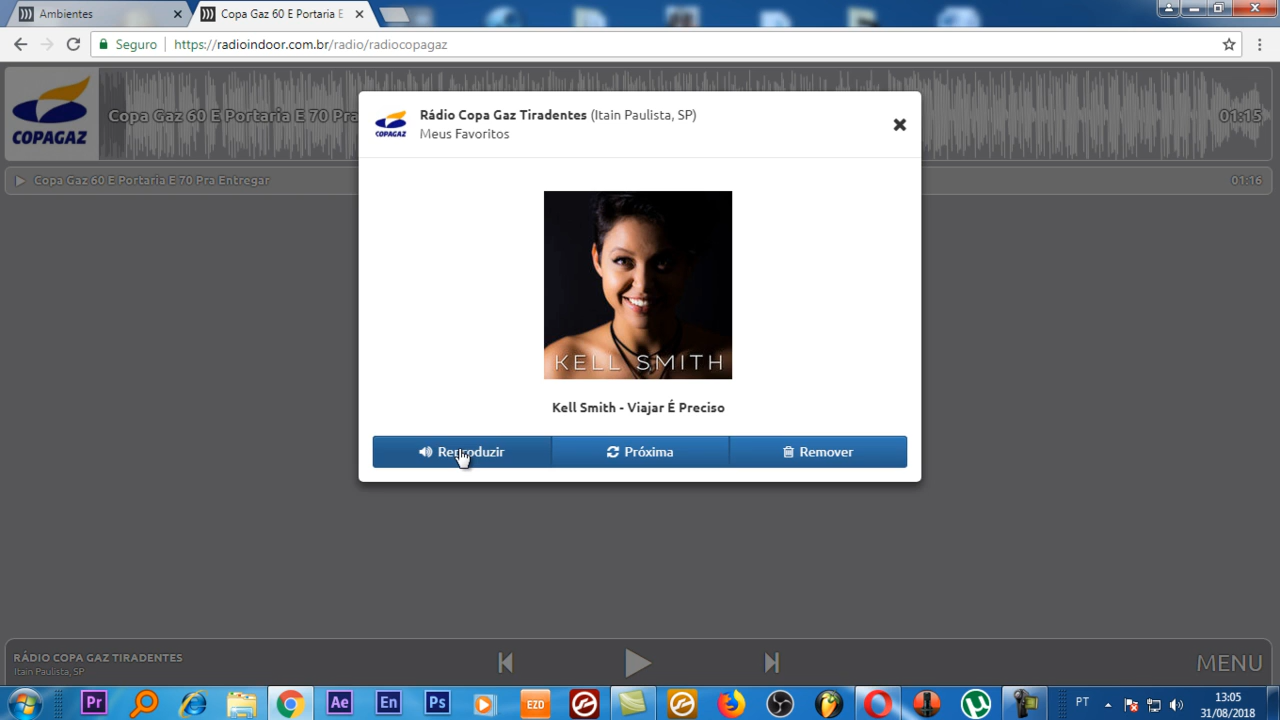 Ambientes
Copa Gaz 60 E Portaria E
Seguro
https://radioindoor.com.br/radio/radiocopagaz
COPAGAZ
Copa Gaz 60 E Portaria E 70 Pra
01:15
Copa Gaz 60 E Portaria E 70 Pra Entregar
01:16
COPAGAZ
Rádio Copa Gaz Tiradentes (Itain Paulista, SP)
Meus Favoritos
KELL SMITH
Kell Smith - Viajar É Preciso
Reproduzir
Próxima
Remover
RÁDIO COPA GAZ TIRADENTES
Itain Paulista, SP
MENU
Pr
Ae
En
Ps
EZO
PT
13:05
31/08/2018